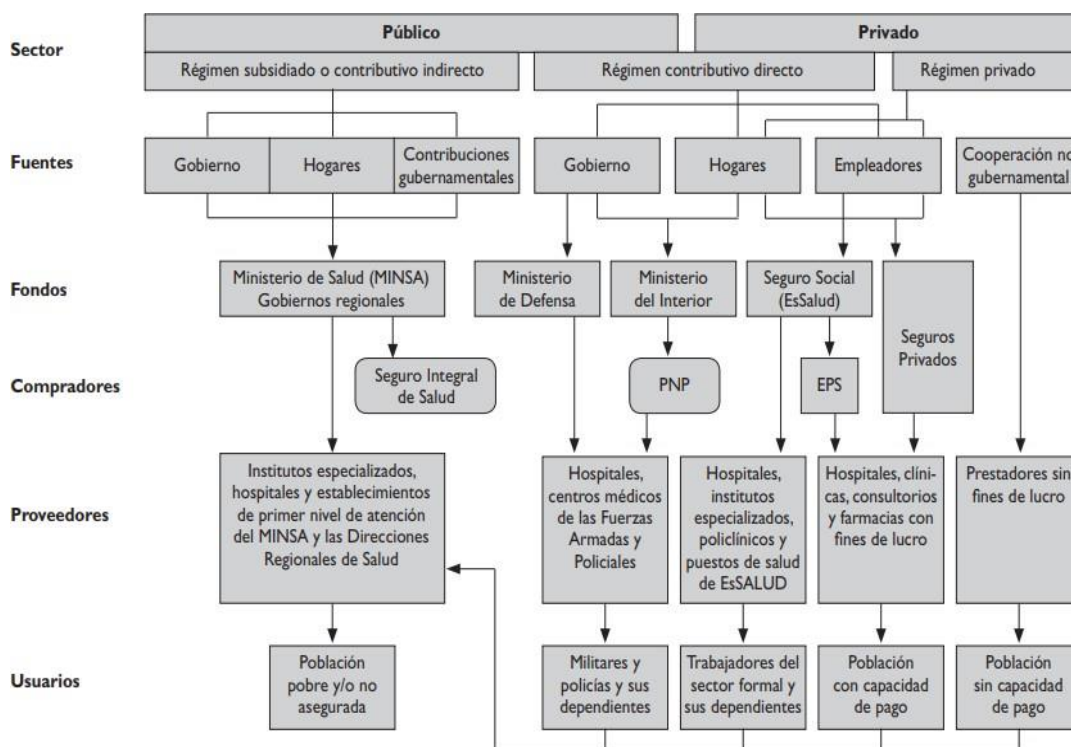 Sector
Público
Privado
Régimen subsidiado o contributivo indirecto
Régimen contributivo directo
Régimen privado
Fuentes
Gobierno
Hogares
Contribuciones
gubernamentales
Gobierno
Hogares
Empleadores
Cooperación no
gubernamental
Fondos
Ministerio de Salud (MINSA)
Gobiernos regionales
Ministerio
de Defensa
Ministerio
del Interior
Seguro Social
(EsSalud)
Seguros
Privados
Compradores
Seguro Integral
de Salud
PNP
EPS
Proveedores
Institutos especializados,
hospitales y establecimientos
de primer nivel de atención
del MINSA y las Direcciones
Regionales de Salud
Hospitales,
centros médicos
de las Fuerzas
Armadas y
Policiales
Hospitales,
institutos
especializados,
policlínicos y
puestos de salud
de EsSALUD
Hospitales, clíni-
cas, consultorios
y farmacias con
fines de lucro
Prestadores sin
fines de lucro
Usuarios
Población
pobre y/o no
asegurada
Militares y
policías y sus
dependientes
Trabajadores del
sector formal y
sus dependientes
Población
con capacidad
de pago
Población
sin capacidad
de pago